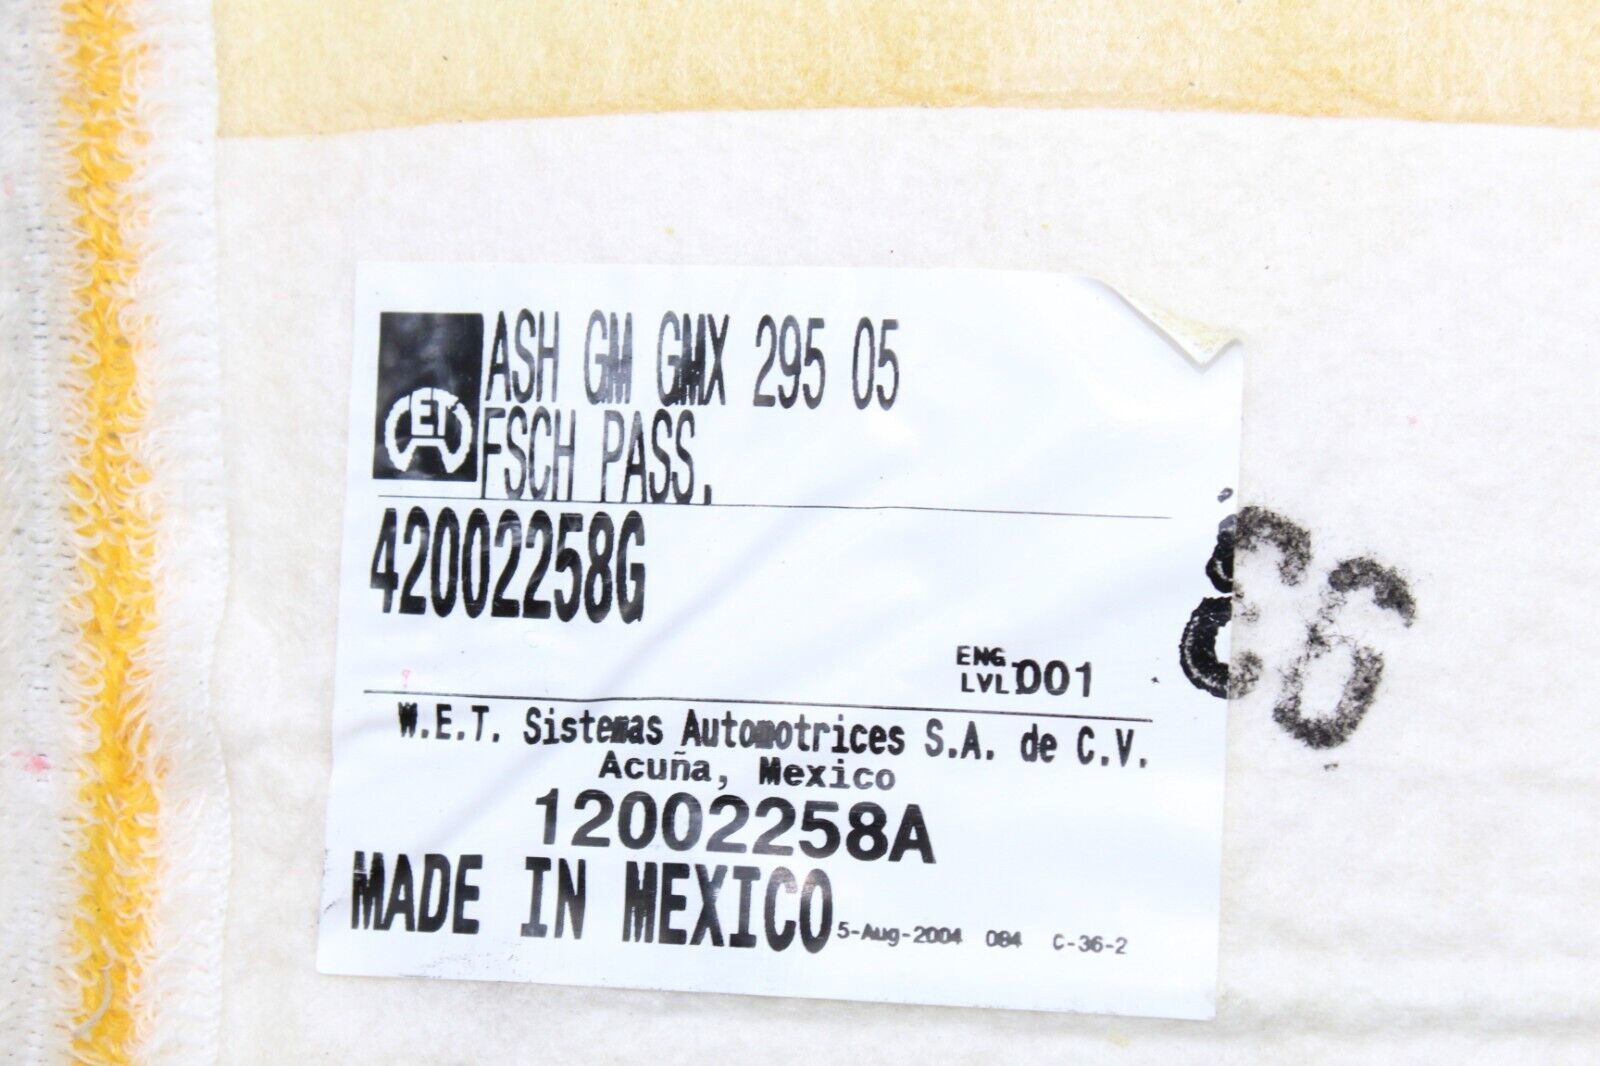 WET
ASH GM GMX 295 05
FSCH PASS.
42002258G
ENG
LVL 001
W.E.T. Sistemas Automotrices S.A. de C.V.
Acuña, Mexico
12002258A
MADE IN MEXICO
5-Aug-2004 084 C-36-2